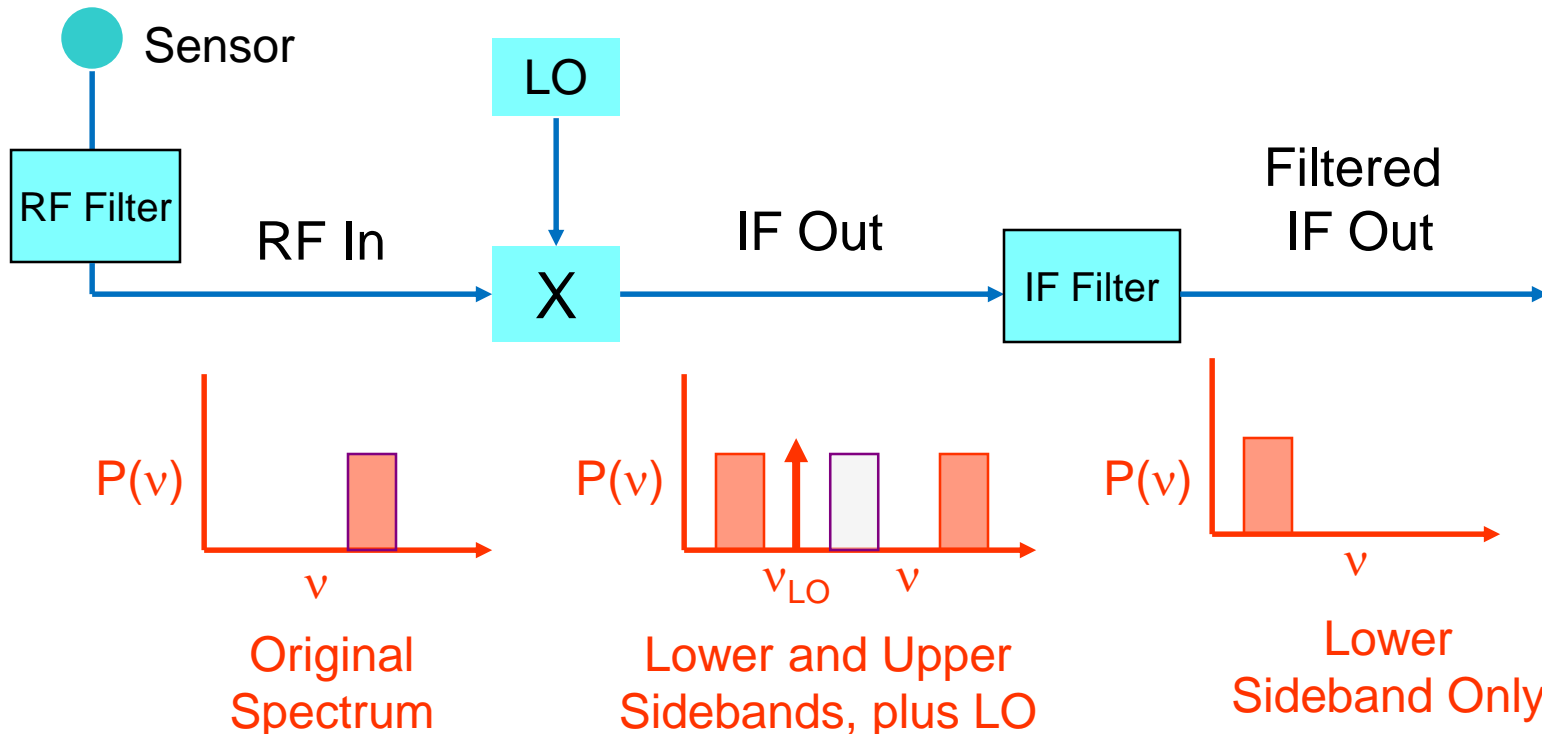 Sensor
LO
RF Filter
RF In
X
IF Out
IF Filter
Filtered
IF Out
P(ν)
ν
Original
Spectrum
P(ν)
νLO
ν
Lower and Upper
Sidebands, plus LO
P(ν)
ν
Lower
Sideband Only